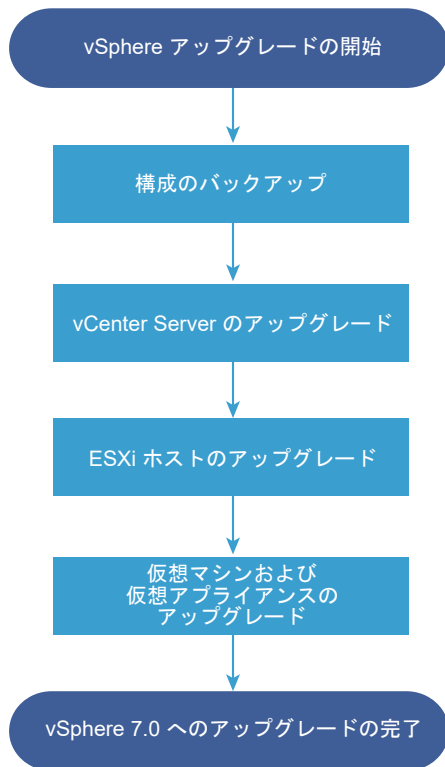 vSphere アップグレードの開始
構成のバックアップ
vCenter Server のアップグレード
ESXi ホストのアップグレード
仮想マシンおよび
仮想アプライアンスの
アップグレード
vSphere 7.0 へのアップグレードの完了